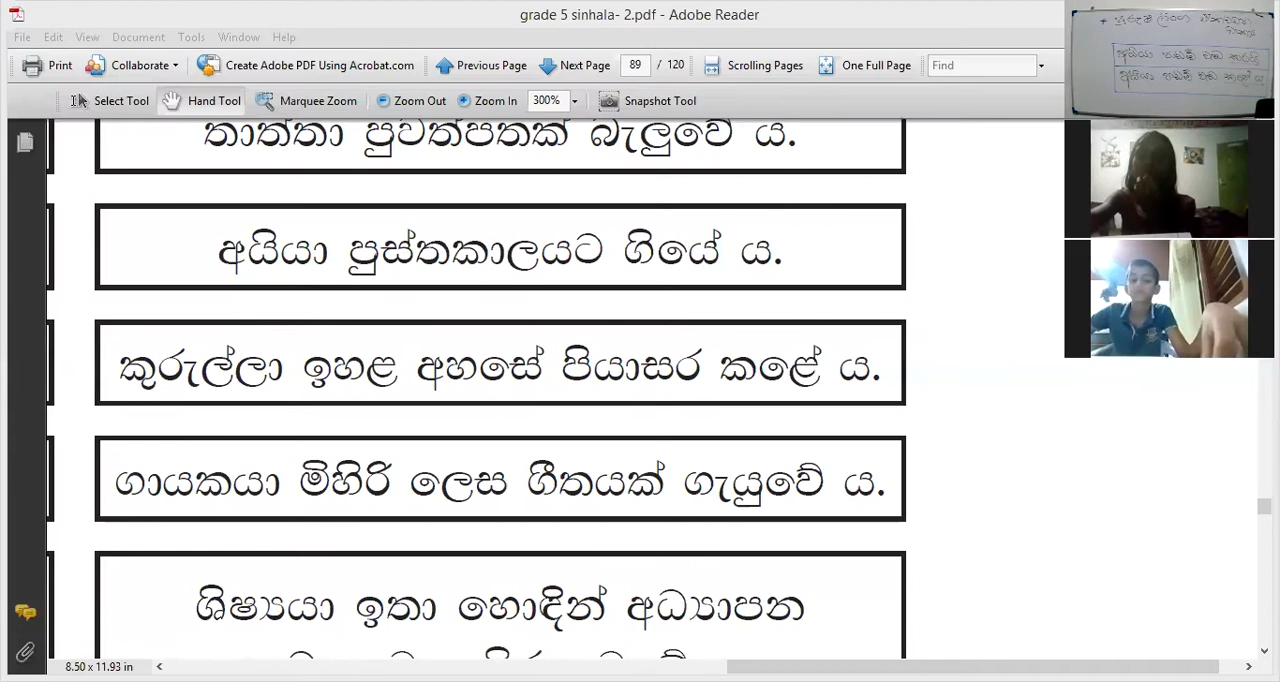 grade 5 sinhala- 2.pdf - Adobe Reader
File Edit View Document Tools Window Help
Print Collaborate Create Adobe PDF Using Acrobat.com Previous Page Next Page 89 / 120 Scrolling Pages One Full Page Find
Select Tool Hand Tool Marquee Zoom Zoom Out Zoom In 300% Snapshot Tool
තාත්තා පුවත්පතක් බැලුවේ ය.
අයියා පුස්තකාලයට ගියේ ය.
කුරුල්ලා ඉහළ අහසේ පියාසර කළේ ය.
ගායකයා මිහිරි ලෙස ගීතයක් ගැයුවේ ය.
ශිෂ්‍යයා ඉතා හොඳින් අධ්‍යාපන
8.50 x 11.93 in